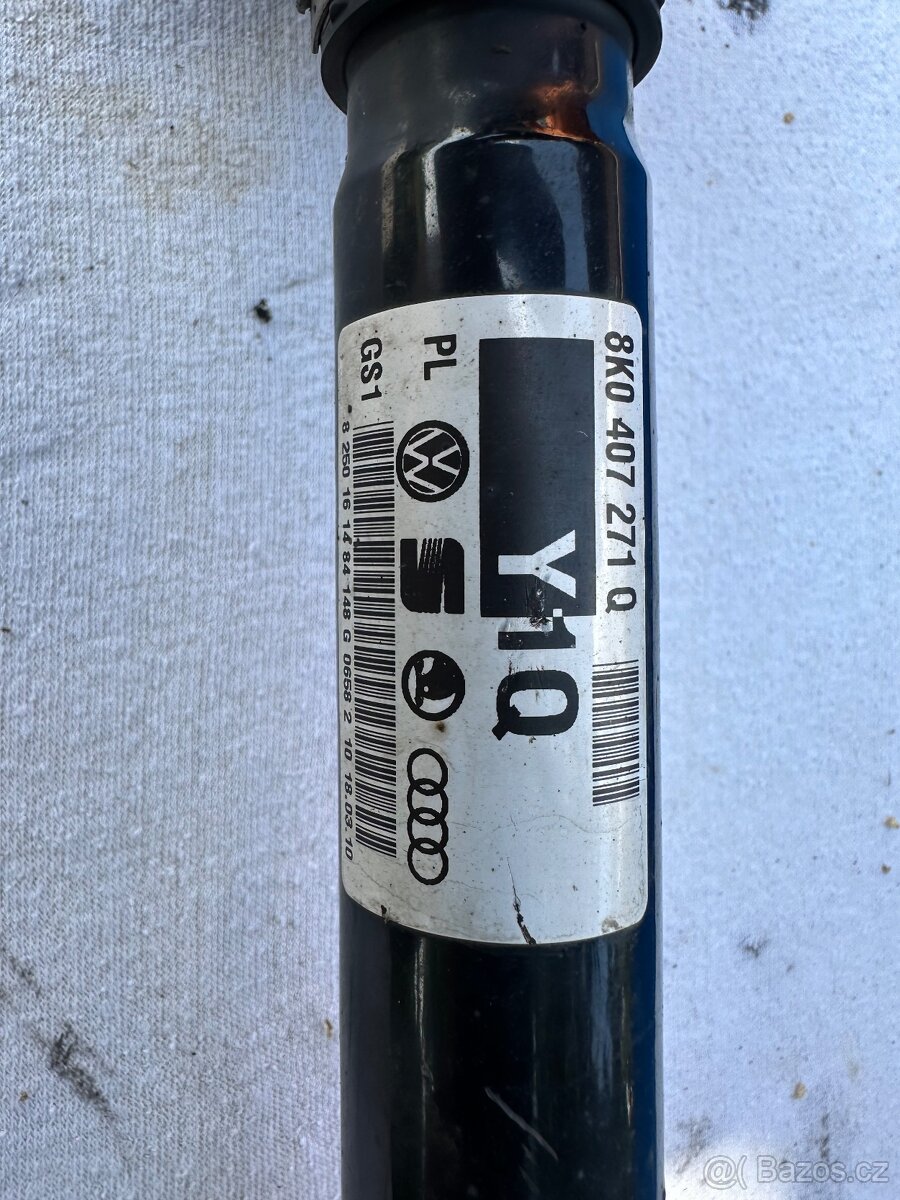 8K0 407 271 Q
Y1Q
PL
GS1
* 8 250 16 14 84 148 G 0658 2 10 18.03.10
@( Bazos.cz